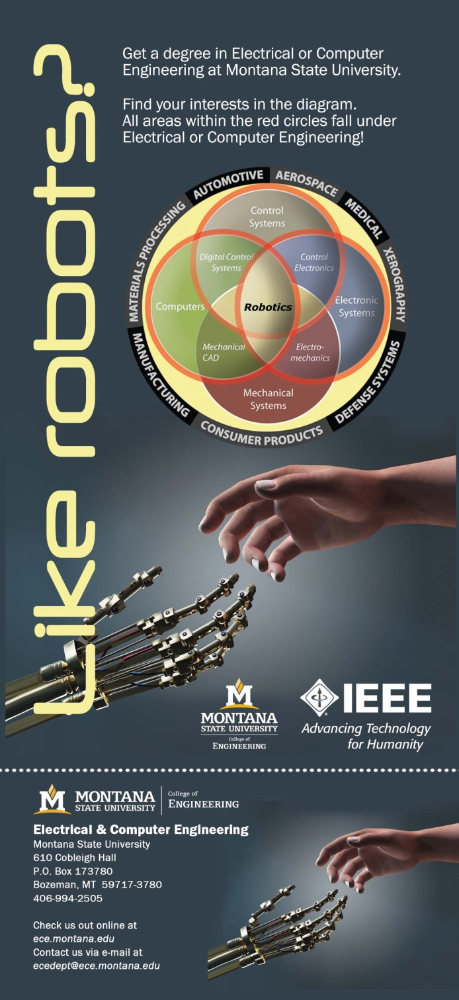 Like robots?
Get a degree in Electrical or Computer
Engineering at Montana State University.
Find your interests in the diagram.
All areas within the red circles fall under
Electrical or Computer Engineering!
MATERIALS PROCESSING
AUTOMOTIVE
AEROSPACE
MEDICAL
XEROGRAPHY
DEFENSE SYSTEMS
CONSUMER PRODUCTS
MANUFACTURING
Control
Systems
Digital Control
Systems
Control
Electronics
Computers
Robotics
Electronic
Systems
Mechanical
CAD
Electro-
mechanics
Mechanical
Systems
M
MONTANA
STATE UNIVERSITY
College of
ENGINEERING
IEEE
®
Advancing Technology
for Humanity
M
MONTANA
STATE UNIVERSITY
College of
ENGINEERING
Electrical & Computer Engineering
Montana State University
610 Cobleigh Hall
P.O. Box 173780
Bozeman, MT 59717-3780
406-994-2505
Check us out online at
ece.montana.edu
Contact us via e-mail at
ecedept@ece.montana.edu